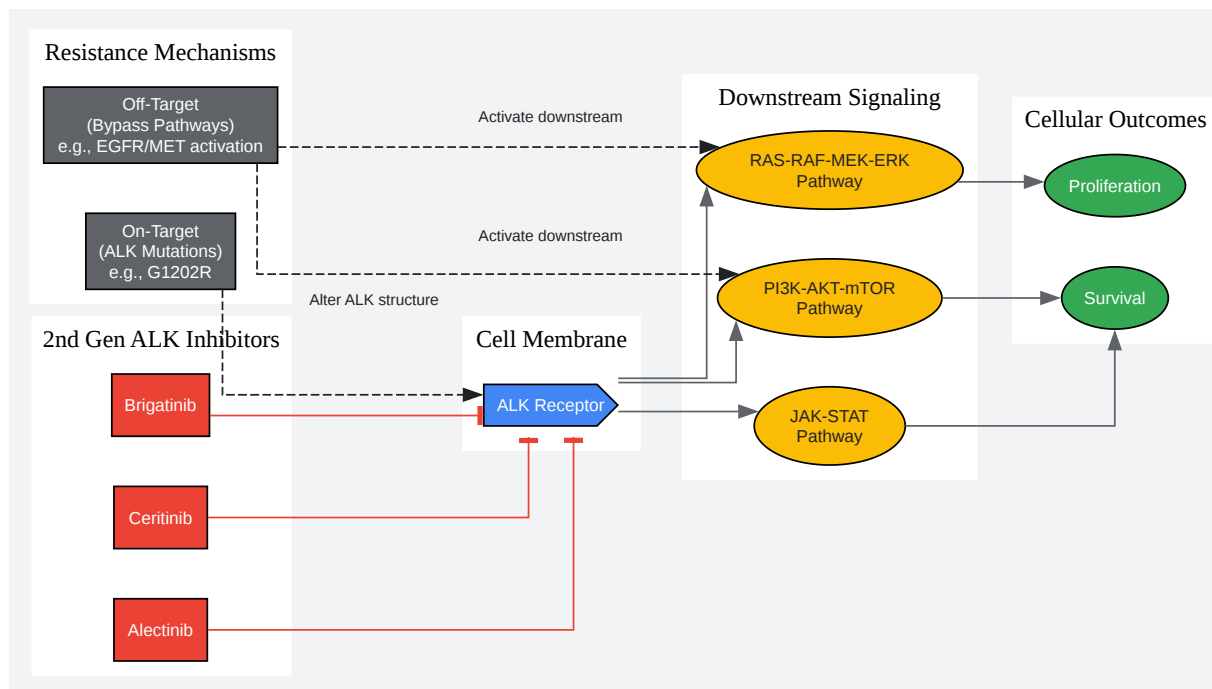 Resistance Mechanisms
Off-Target
(Bypass Pathways)
e.g., EGFR/MET activation
On-Target
(ALK Mutations)
e.g., G1202R
Activate downstream
Activate downstream
Alter ALK structure
2nd Gen ALK Inhibitors
Brigatinib
Ceritinib
Alectinib
Cell Membrane
ALK Receptor
Downstream Signaling
RAS-RAF-MEK-ERK
Pathway
PI3K-AKT-mTOR
Pathway
JAK-STAT
Pathway
Cellular Outcomes
Proliferation
Survival